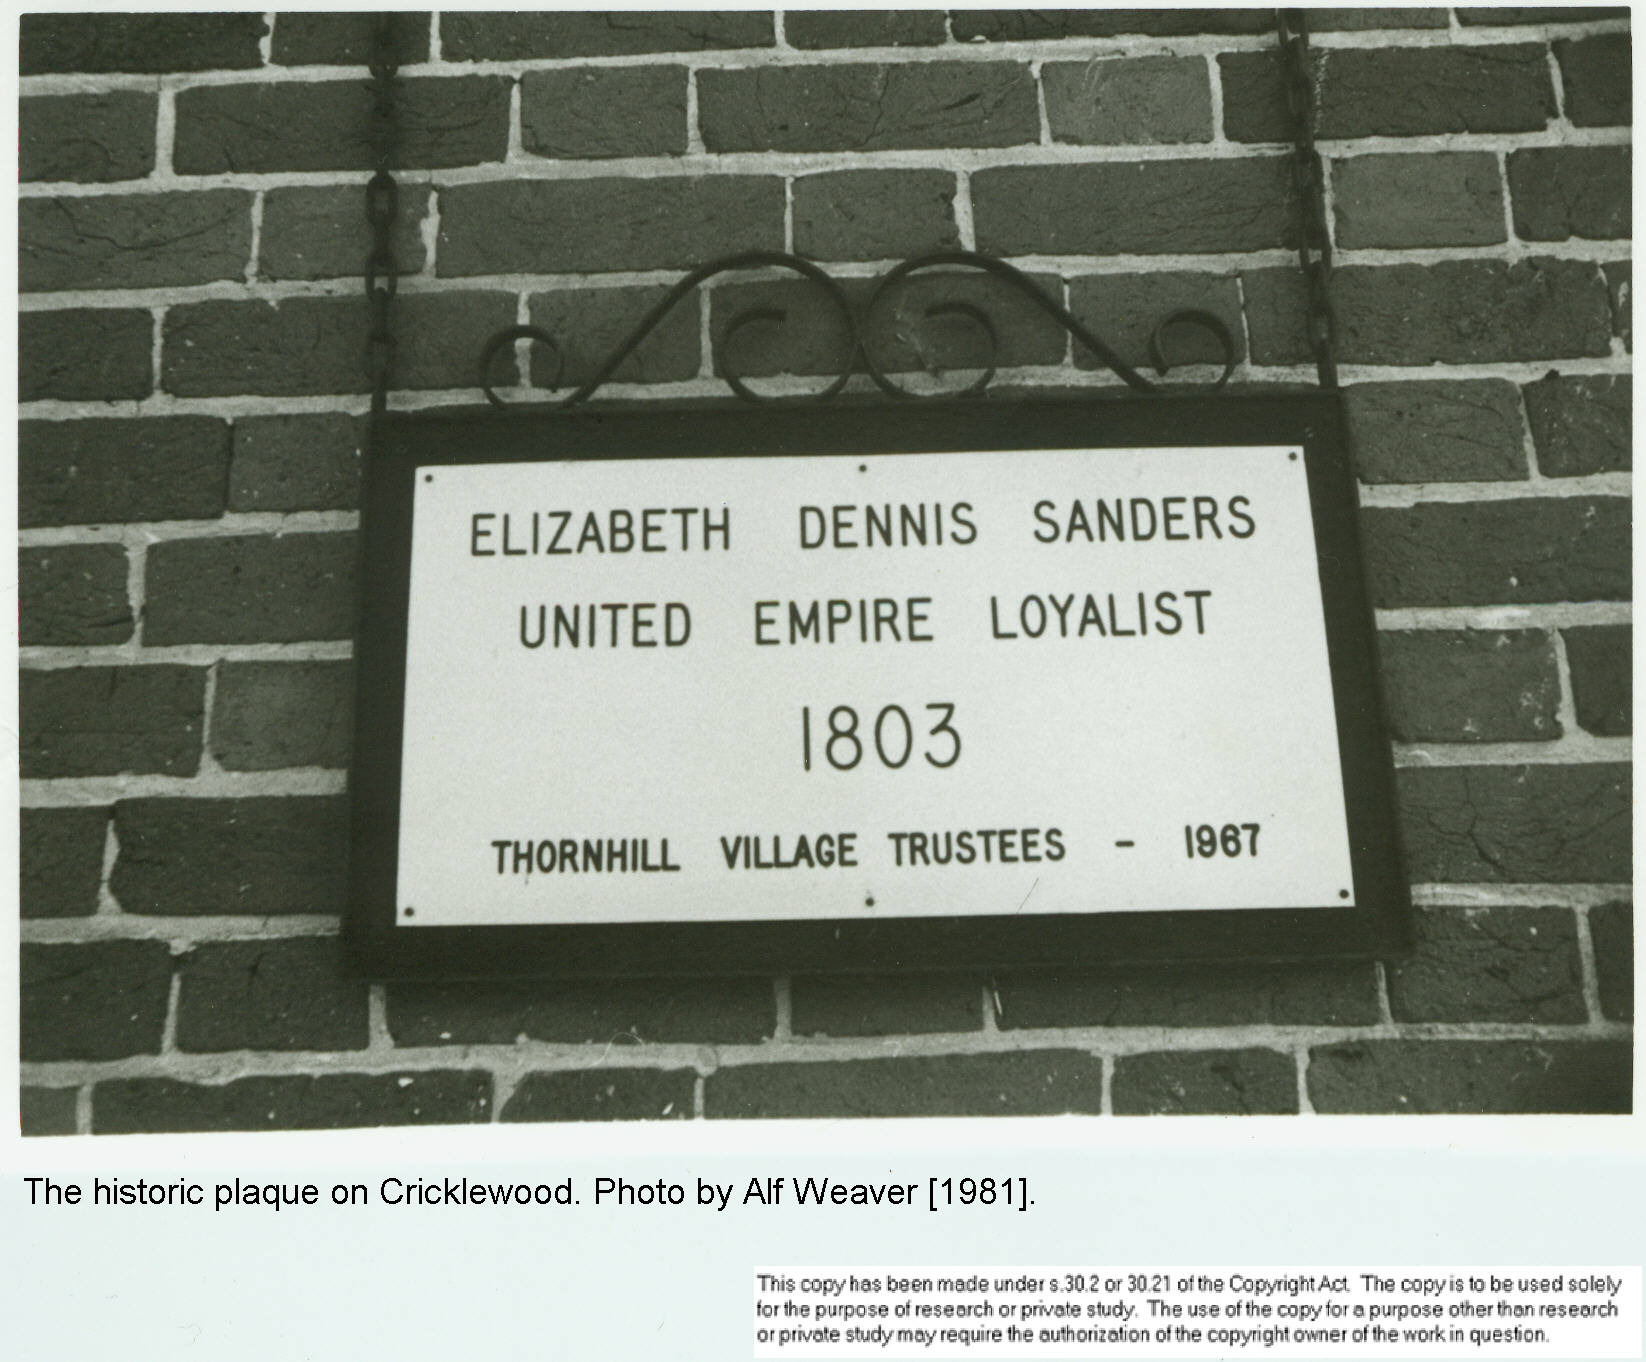 ELIZABETH DENNIS SANDERS
UNITED EMPIRE LOYALIST
1803
THORNHILL VILLAGE TRUSTEES - 1967
The historic plaque on Cricklewood. Photo by Alf Weaver [1981].
This copy has been made under s.30.2 or 30.21 of the Copyright Act. The copy is to be used solely
for the purpose of research or private study. The use of the copy for a purpose other than research
or private study may require the authorization of the copyright owner of the work in question.